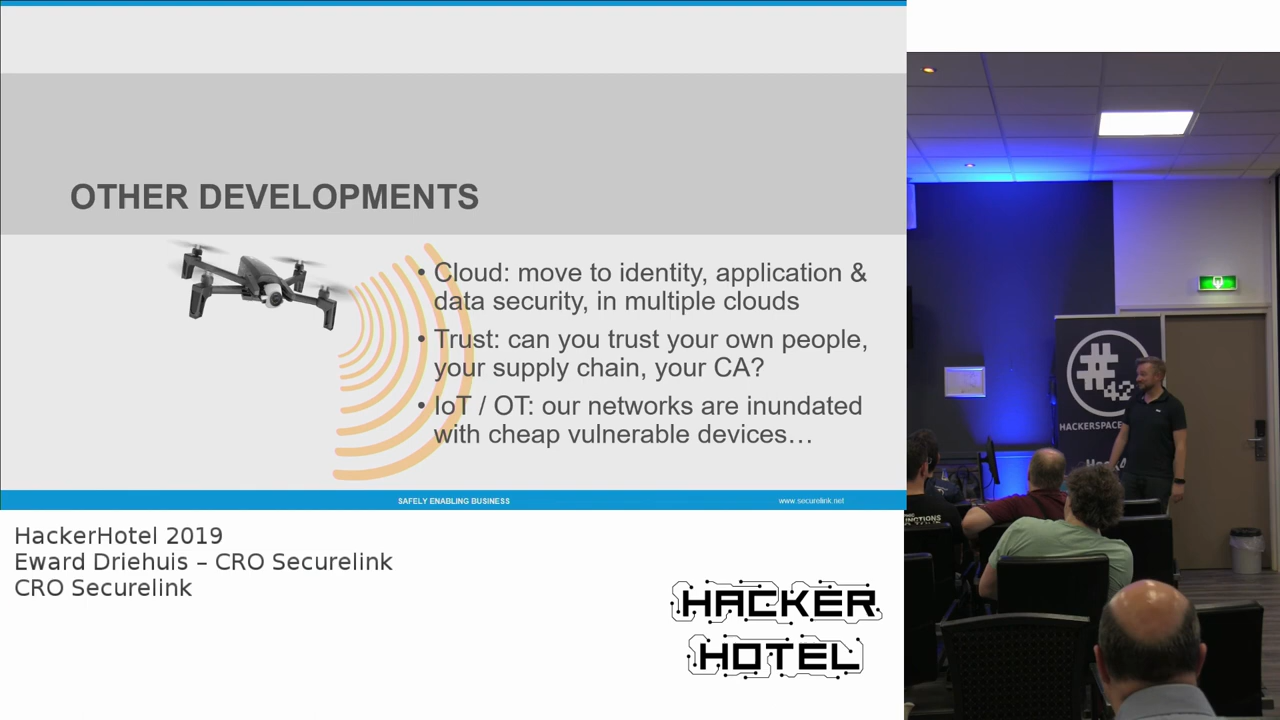 OTHER DEVELOPMENTS
• Cloud: move to identity, application &
data security, in multiple clouds
• Trust: can you trust your own people,
your supply chain, your CA?
• IoT / OT: our networks are inundated
with cheap vulnerable devices…
SAFELY ENABLING BUSINESS
www.securelink.net
HackerHotel 2019
Eward Driehuis – CRO Securelink
CRO Securelink
HACKER
HOTEL
#
42
HACKERSPACE